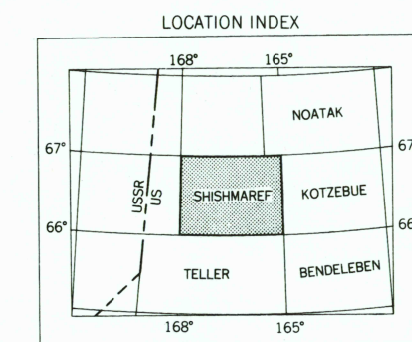 LOCATION INDEX
168° 165°
NOATAK
67° 67
USSR
US
SHISHMAREF KOTZEBUE
66° 66
TELLER BENDELEBEN
168° 165°